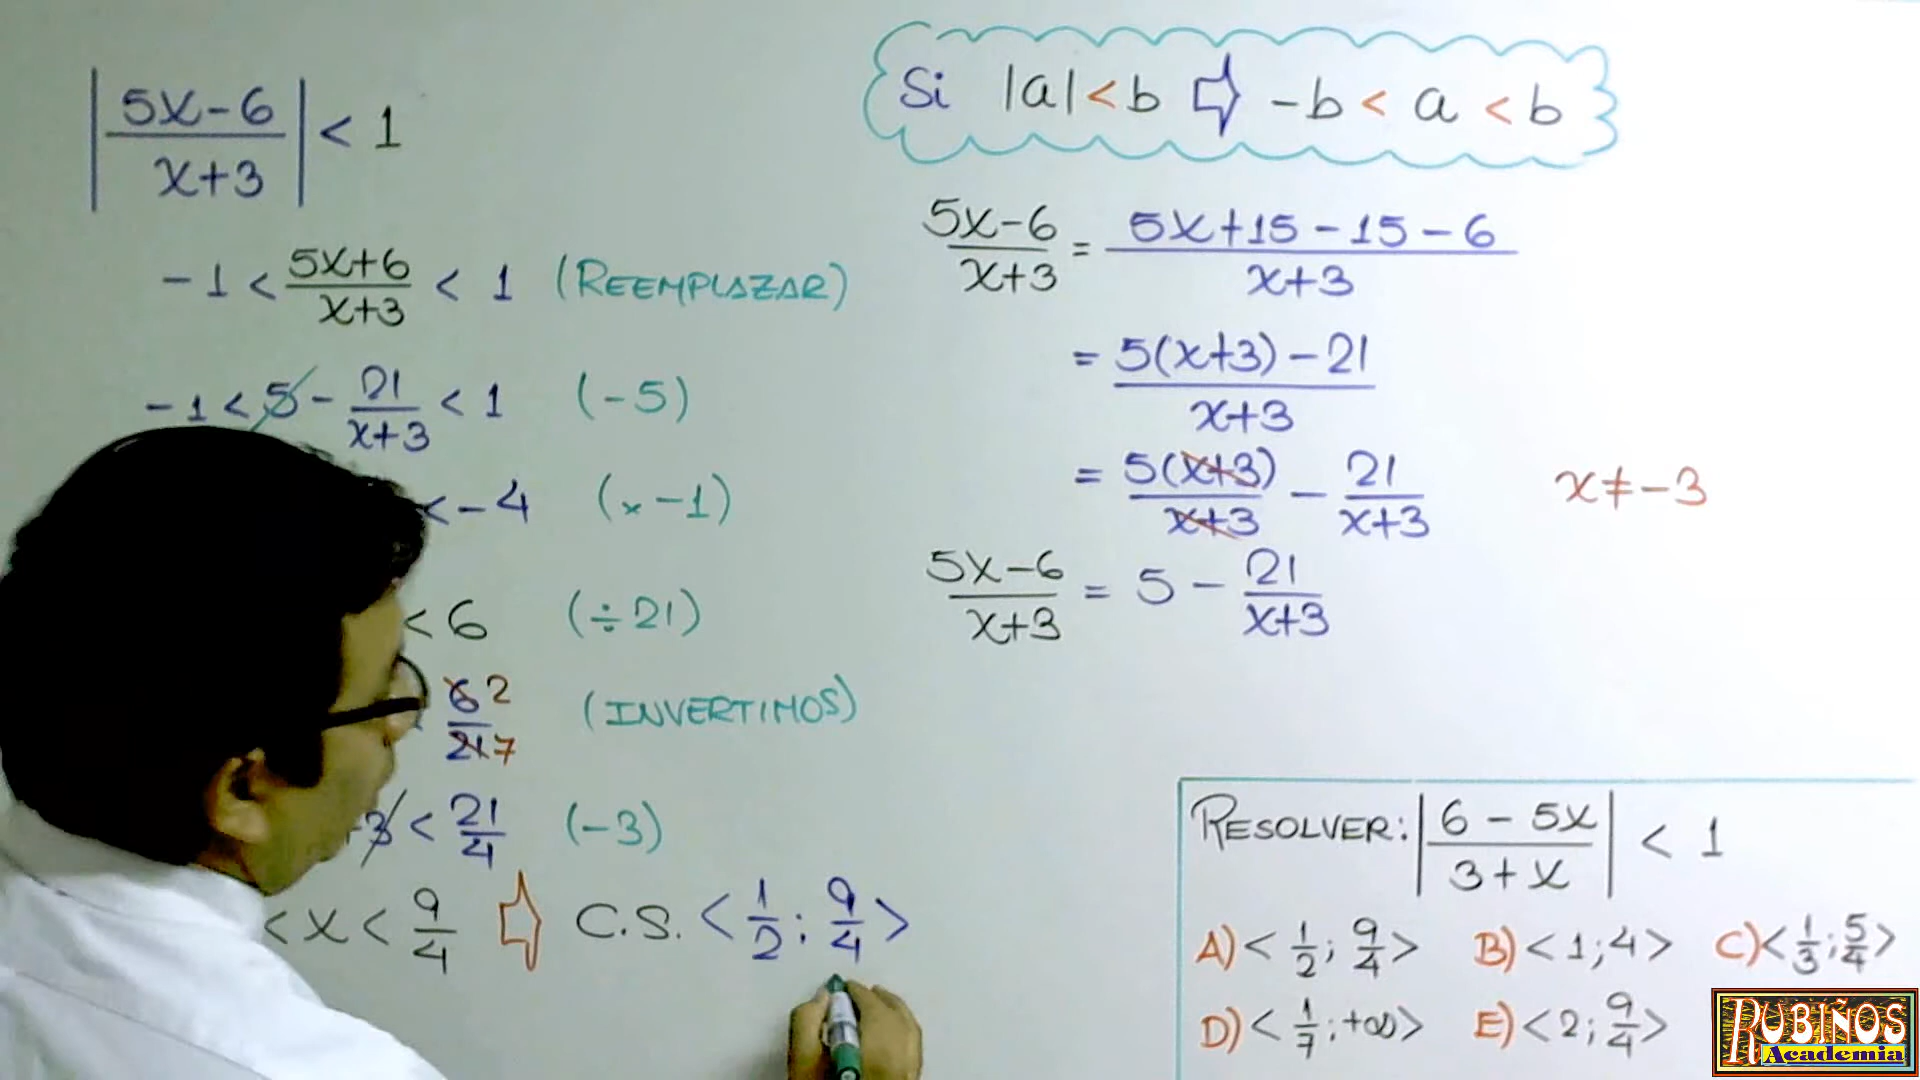 |5x-6 / x+3| < 1
-1 < 5x+6 / x+3 < 1 (REEMPLAZAR)
-1 < 5 - 21 / x+3 < 1 (-5)
< -4 (x -1)
< 6 (÷21)
6 2 / 21 7 (INVERTIMOS)
+3 < 21/4 (-3)
< x < 9/4 ⇨ C.S. < 1/2 ; 9/4 >
Si |a| < b ⇨ -b < a < b
5x-6 / x+3 = 5x+15-15-6 / x+3
= 5(x+3)-21 / x+3
= 5(x+3) / x+3 - 21 / x+3 x≠-3
5x-6 / x+3 = 5 - 21 / x+3
RESOLVER: |6-5x / 3+x| < 1
A) < 1/2 ; 9/4 > B) < 1 ; 4 > C) < 1/3 ; 5/4 >
D) < 1/7 ; +∞ > E) < 2 ; 9/4 >
RUBIÑOS
Academia